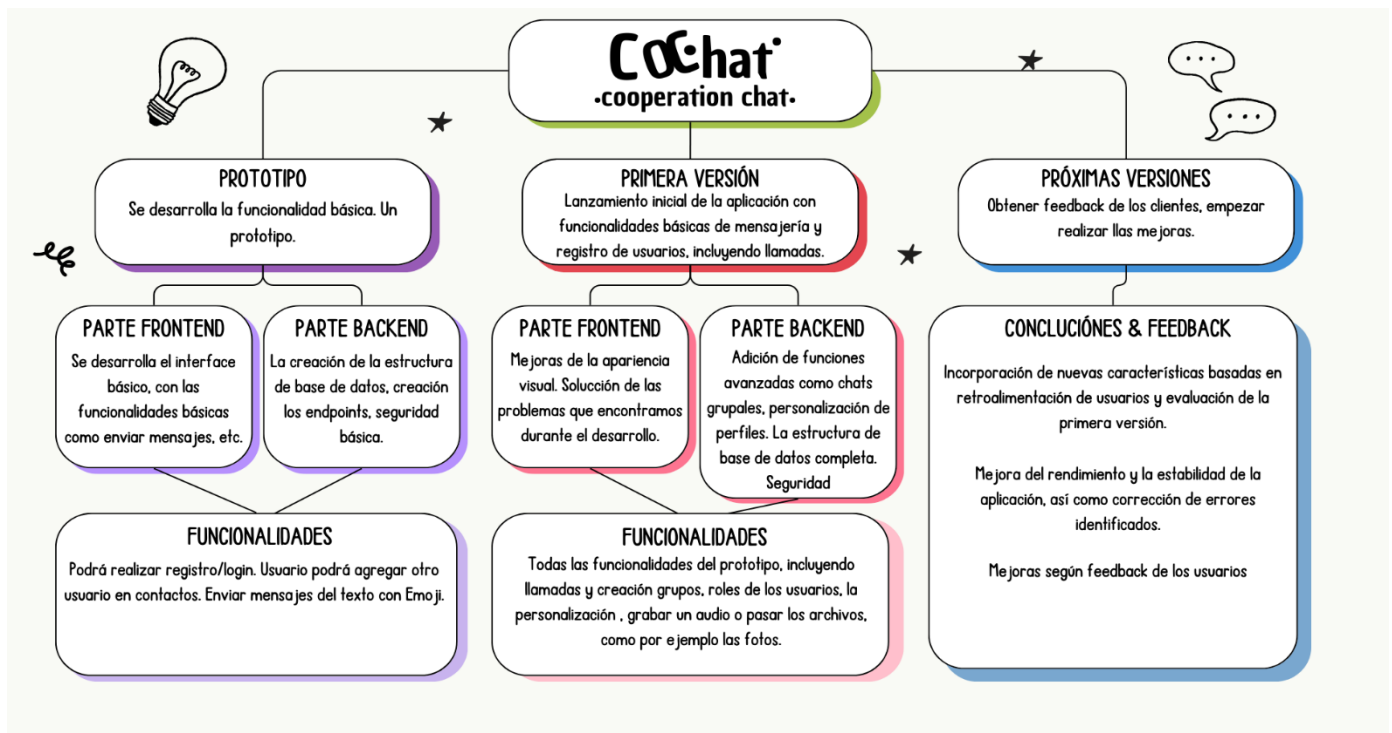 CoChat
·cooperation chat·
PROTOTIPO
Se desarrolla la funcionalidad básica. Un
prototipo.
PRIMERA VERSIÓN
Lanzamiento inicial de la aplicación con
funcionalidades básicas de mensajería y
registro de usuarios, incluyendo llamadas.
PRÓXIMAS VERSIONES
Obtener feedback de los clientes, empezar
realizar llas mejoras.
PARTE FRONTEND
Se desarrolla el interface
básico, con las
funcionalidades básicas
como enviar mensajes, etc.
PARTE BACKEND
La creación de la estructura
de base de datos, creación
los endpoints, seguridad
básica.
PARTE FRONTEND
Mejoras de la apariencia
visual. Solucción de las
problemas que encontramos
durante el desarrollo.
PARTE BACKEND
Adición de funciones
avanzadas como chats
grupales, personalización de
perfiles. La estructura de
base de datos completa.
Seguridad
CONCLUCIÓNES & FEEDBACK
Incorporación de nuevas características basadas en
retroalimentación de usuarios y evaluación de la
primera versión.
Mejora del rendimiento y la estabilidad de la
aplicación, así como corrección de errores
identificados.
Mejoras según feedback de los usuarios
FUNCIONALIDADES
Podrá realizar registro/login. Usuario podrá agregar otro
usuario en contactos. Enviar mensajes del texto con Emoji.
FUNCIONALIDADES
Todas las funcionalidades del prototipo, incluyendo
llamadas y creación grupos, roles de los usuarios, la
personalización , grabar un audio o pasar los archivos,
como por ejemplo las fotos.